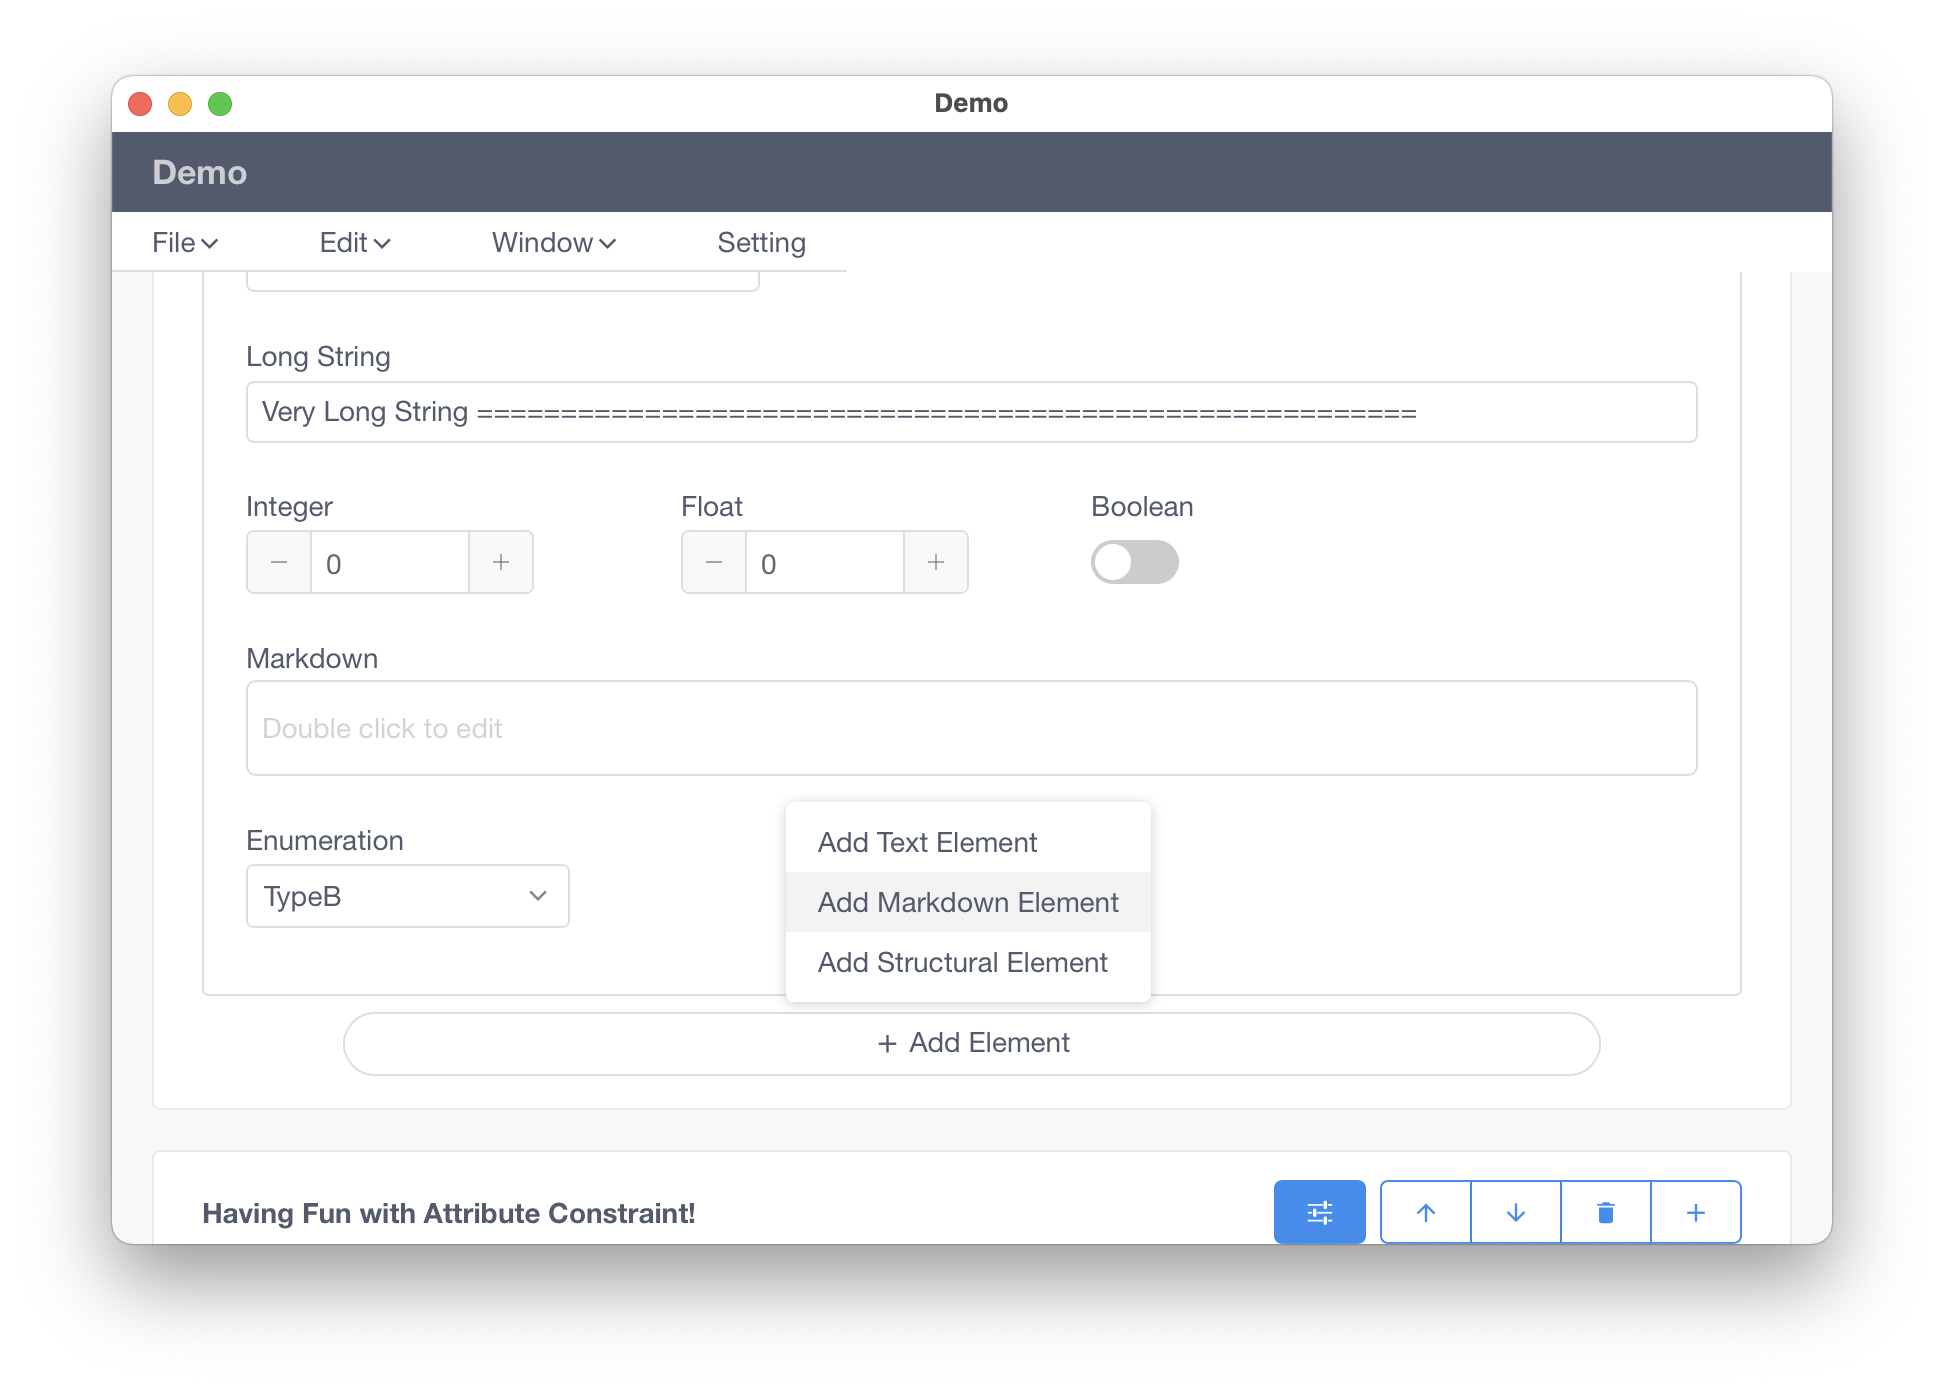 Demo
Demo
File Edit Window Setting
Long String
Very Long String ========================================================
Integer Float Boolean
− 0 + − 0 +
Markdown
Double click to edit
Enumeration
TypeB
Add Text Element
Add Markdown Element
Add Structural Element
+ Add Element
Having Fun with Attribute Constraint!